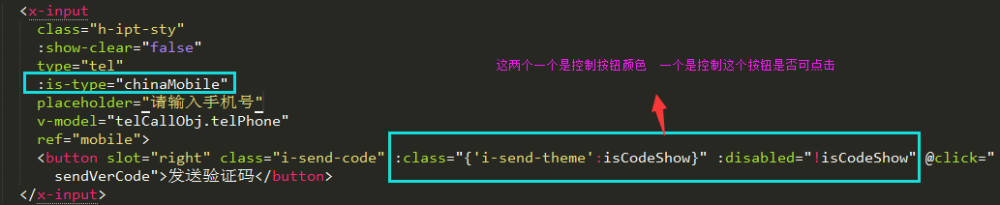 <x-input
class="h-ipt-sty"
:show-clear="false"
type="tel"
:is-type="chinaMobile"
placeholder="请输入手机号"
v-model="telCallObj.telPhone"
ref="mobile">
<button slot="right" class="i-send-code" :class="{'i-send-theme':isCodeShow}" :disabled="!isCodeShow" @click="
sendVerCode">发送验证码</button>
</x-input>
这两个一个是控制按钮颜色 一个是控制这个按钮是否可点击